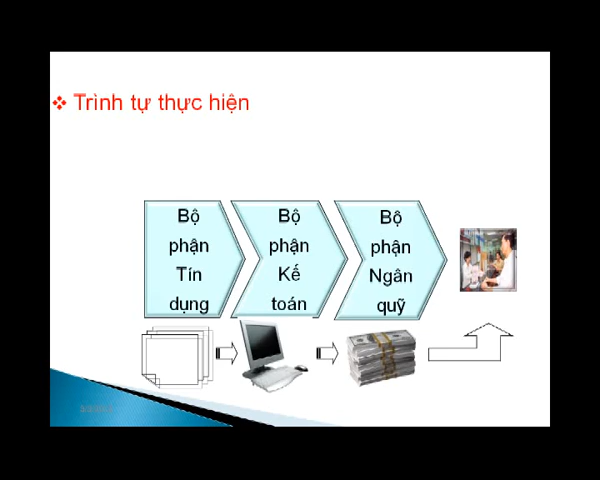 Trình tự thực hiện
Bộ
phận
Tín
dụng
Bộ
phận
Kế
toán
Bộ
phận
Ngân
quỹ